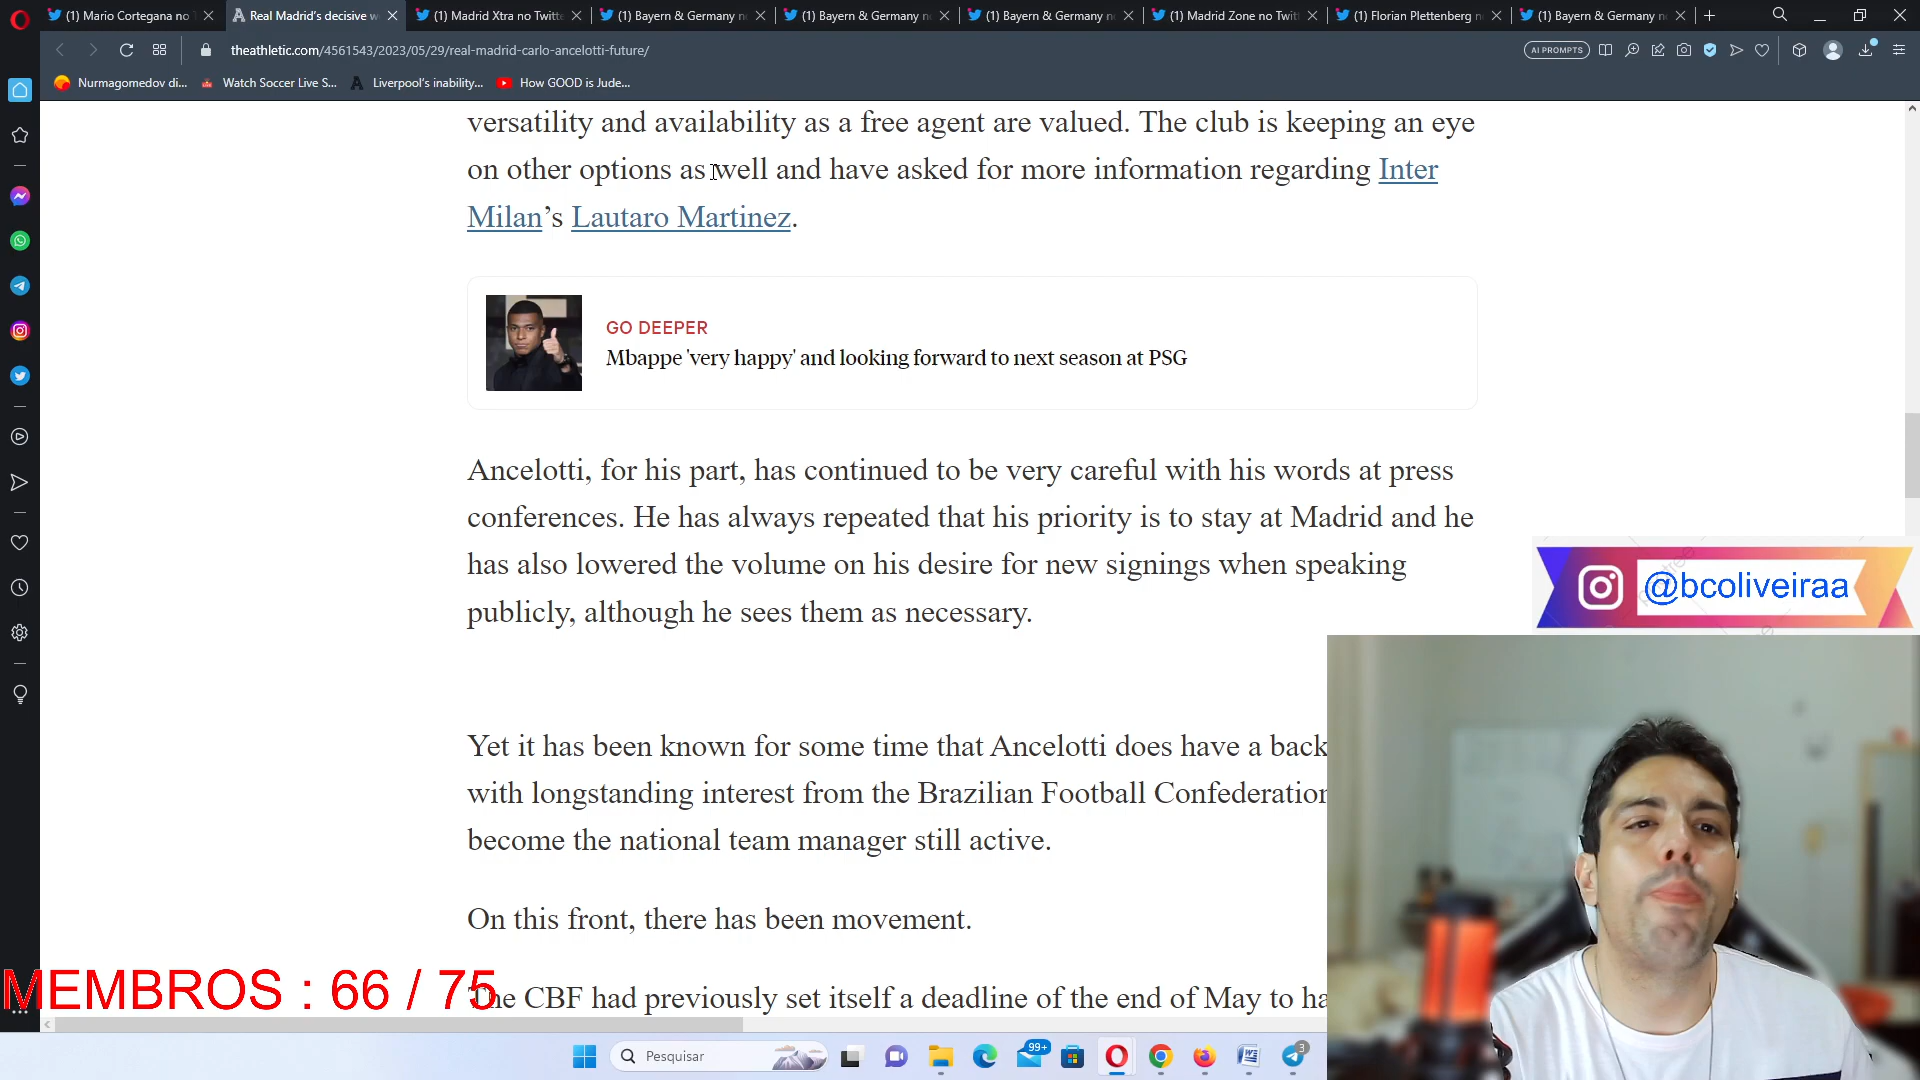 (1) Mario Cortegana no T
Real Madrid's decisive w
(1) Madrid Xtra no Twitte
(1) Bayern & Germany n
(1) Bayern & Germany n
(1) Bayern & Germany n
(1) Madrid Zone no Twitt
(1) Florian Plettenberg n
(1) Bayern & Germany n
theathletic.com/4561543/2023/05/29/real-madrid-carlo-ancelotti-future/
AI PROMPTS
Nurmagomedov di...
Watch Soccer Live S...
Liverpool's inability...
How GOOD is Jude...
versatility and availability as a free agent are valued. The club is keeping an eye
on other options as well and have asked for more information regarding Inter
Milan's Lautaro Martinez.
GO DEEPER
Mbappe 'very happy' and looking forward to next season at PSG
Ancelotti, for his part, has continued to be very careful with his words at press
conferences. He has always repeated that his priority is to stay at Madrid and he
has also lowered the volume on his desire for new signings when speaking
publicly, although he sees them as necessary.
@bcoliveiraa
Yet it has been known for some time that Ancelotti does have a back
with longstanding interest from the Brazilian Football Confederation
become the national team manager still active.
On this front, there has been movement.
MEMBROS : 66 / 75
The CBF had previously set itself a deadline of the end of May to ha
Pesquisar
99+
3